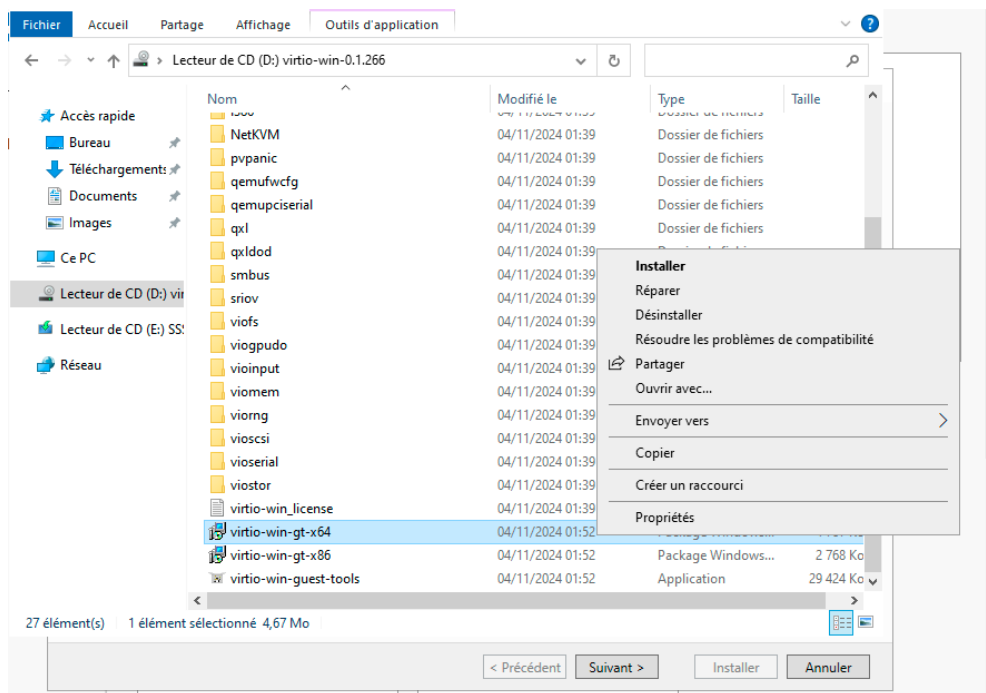 Fichier Accueil Partage Affichage Outils d'application
Lecteur de CD (D:) virtio-win-0.1.266
Nom Modifié le Type Taille
Accès rapide
Bureau
Téléchargements
Documents
Images
Ce PC
Lecteur de CD (D:) vir
Lecteur de CD (E:) SS
Réseau
NetKVM 04/11/2024 01:39 Dossier de fichiers
pvpanic 04/11/2024 01:39 Dossier de fichiers
qemufwcfg 04/11/2024 01:39 Dossier de fichiers
qemupciserial 04/11/2024 01:39 Dossier de fichiers
qxl 04/11/2024 01:39 Dossier de fichiers
qxldod 04/11/2024 01:39
smbus 04/11/2024 01:39
sriov 04/11/2024 01:39
viofs 04/11/2024 01:39
viogpudo 04/11/2024 01:39
vioinput 04/11/2024 01:39
viomem 04/11/2024 01:39
viorng 04/11/2024 01:39
vioscsi 04/11/2024 01:39
vioserial 04/11/2024 01:39
viostor 04/11/2024 01:39
virtio-win_license 04/11/2024 01:39
virtio-win-gt-x64 04/11/2024 01:52
virtio-win-gt-x86 04/11/2024 01:52 Package Windows... 2 768 Ko
virtio-win-guest-tools 04/11/2024 01:52 Application 29 424 Ko
Installer
Réparer
Désinstaller
Résoudre les problèmes de compatibilité
Partager
Ouvrir avec...
Envoyer vers
Copier
Créer un raccourci
Propriétés
27 élément(s) 1 élément sélectionné 4,67 Mo
< Précédent Suivant > Installer Annuler